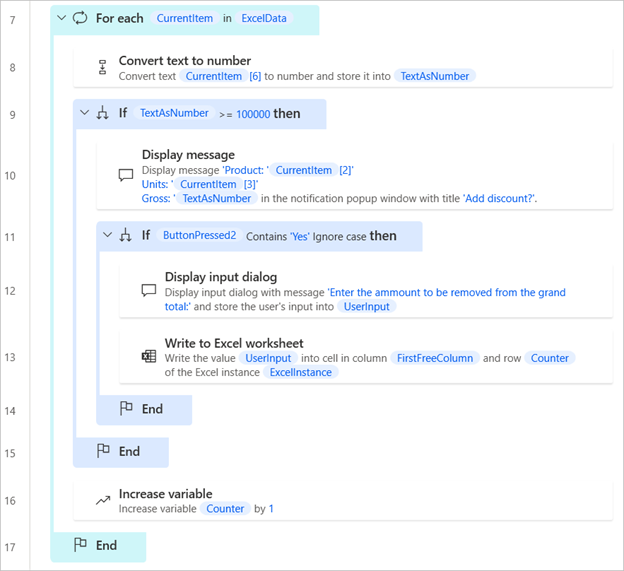 7 For each CurrentItem in ExcelData
8 Convert text to number
Convert text CurrentItem [6] to number and store it into TextAsNumber
9 If TextAsNumber >= 100000 then
Display message
10 Display message 'Product: ' CurrentItem [2]'
Units: ' CurrentItem [3]'
Gross: ' TextAsNumber in the notification popup window with title 'Add discount?'.
11 If ButtonPressed2 Contains 'Yes' Ignore case then
Display input dialog
12 Display input dialog with message 'Enter the ammount to be removed from the grand
total:' and store the user's input into UserInput
Write to Excel worksheet
13 Write the value UserInput into cell in column FirstFreeColumn and row Counter
of the Excel instance ExcelInstance
14 End
15 End
Increase variable
16 Increase variable Counter by 1
17 End